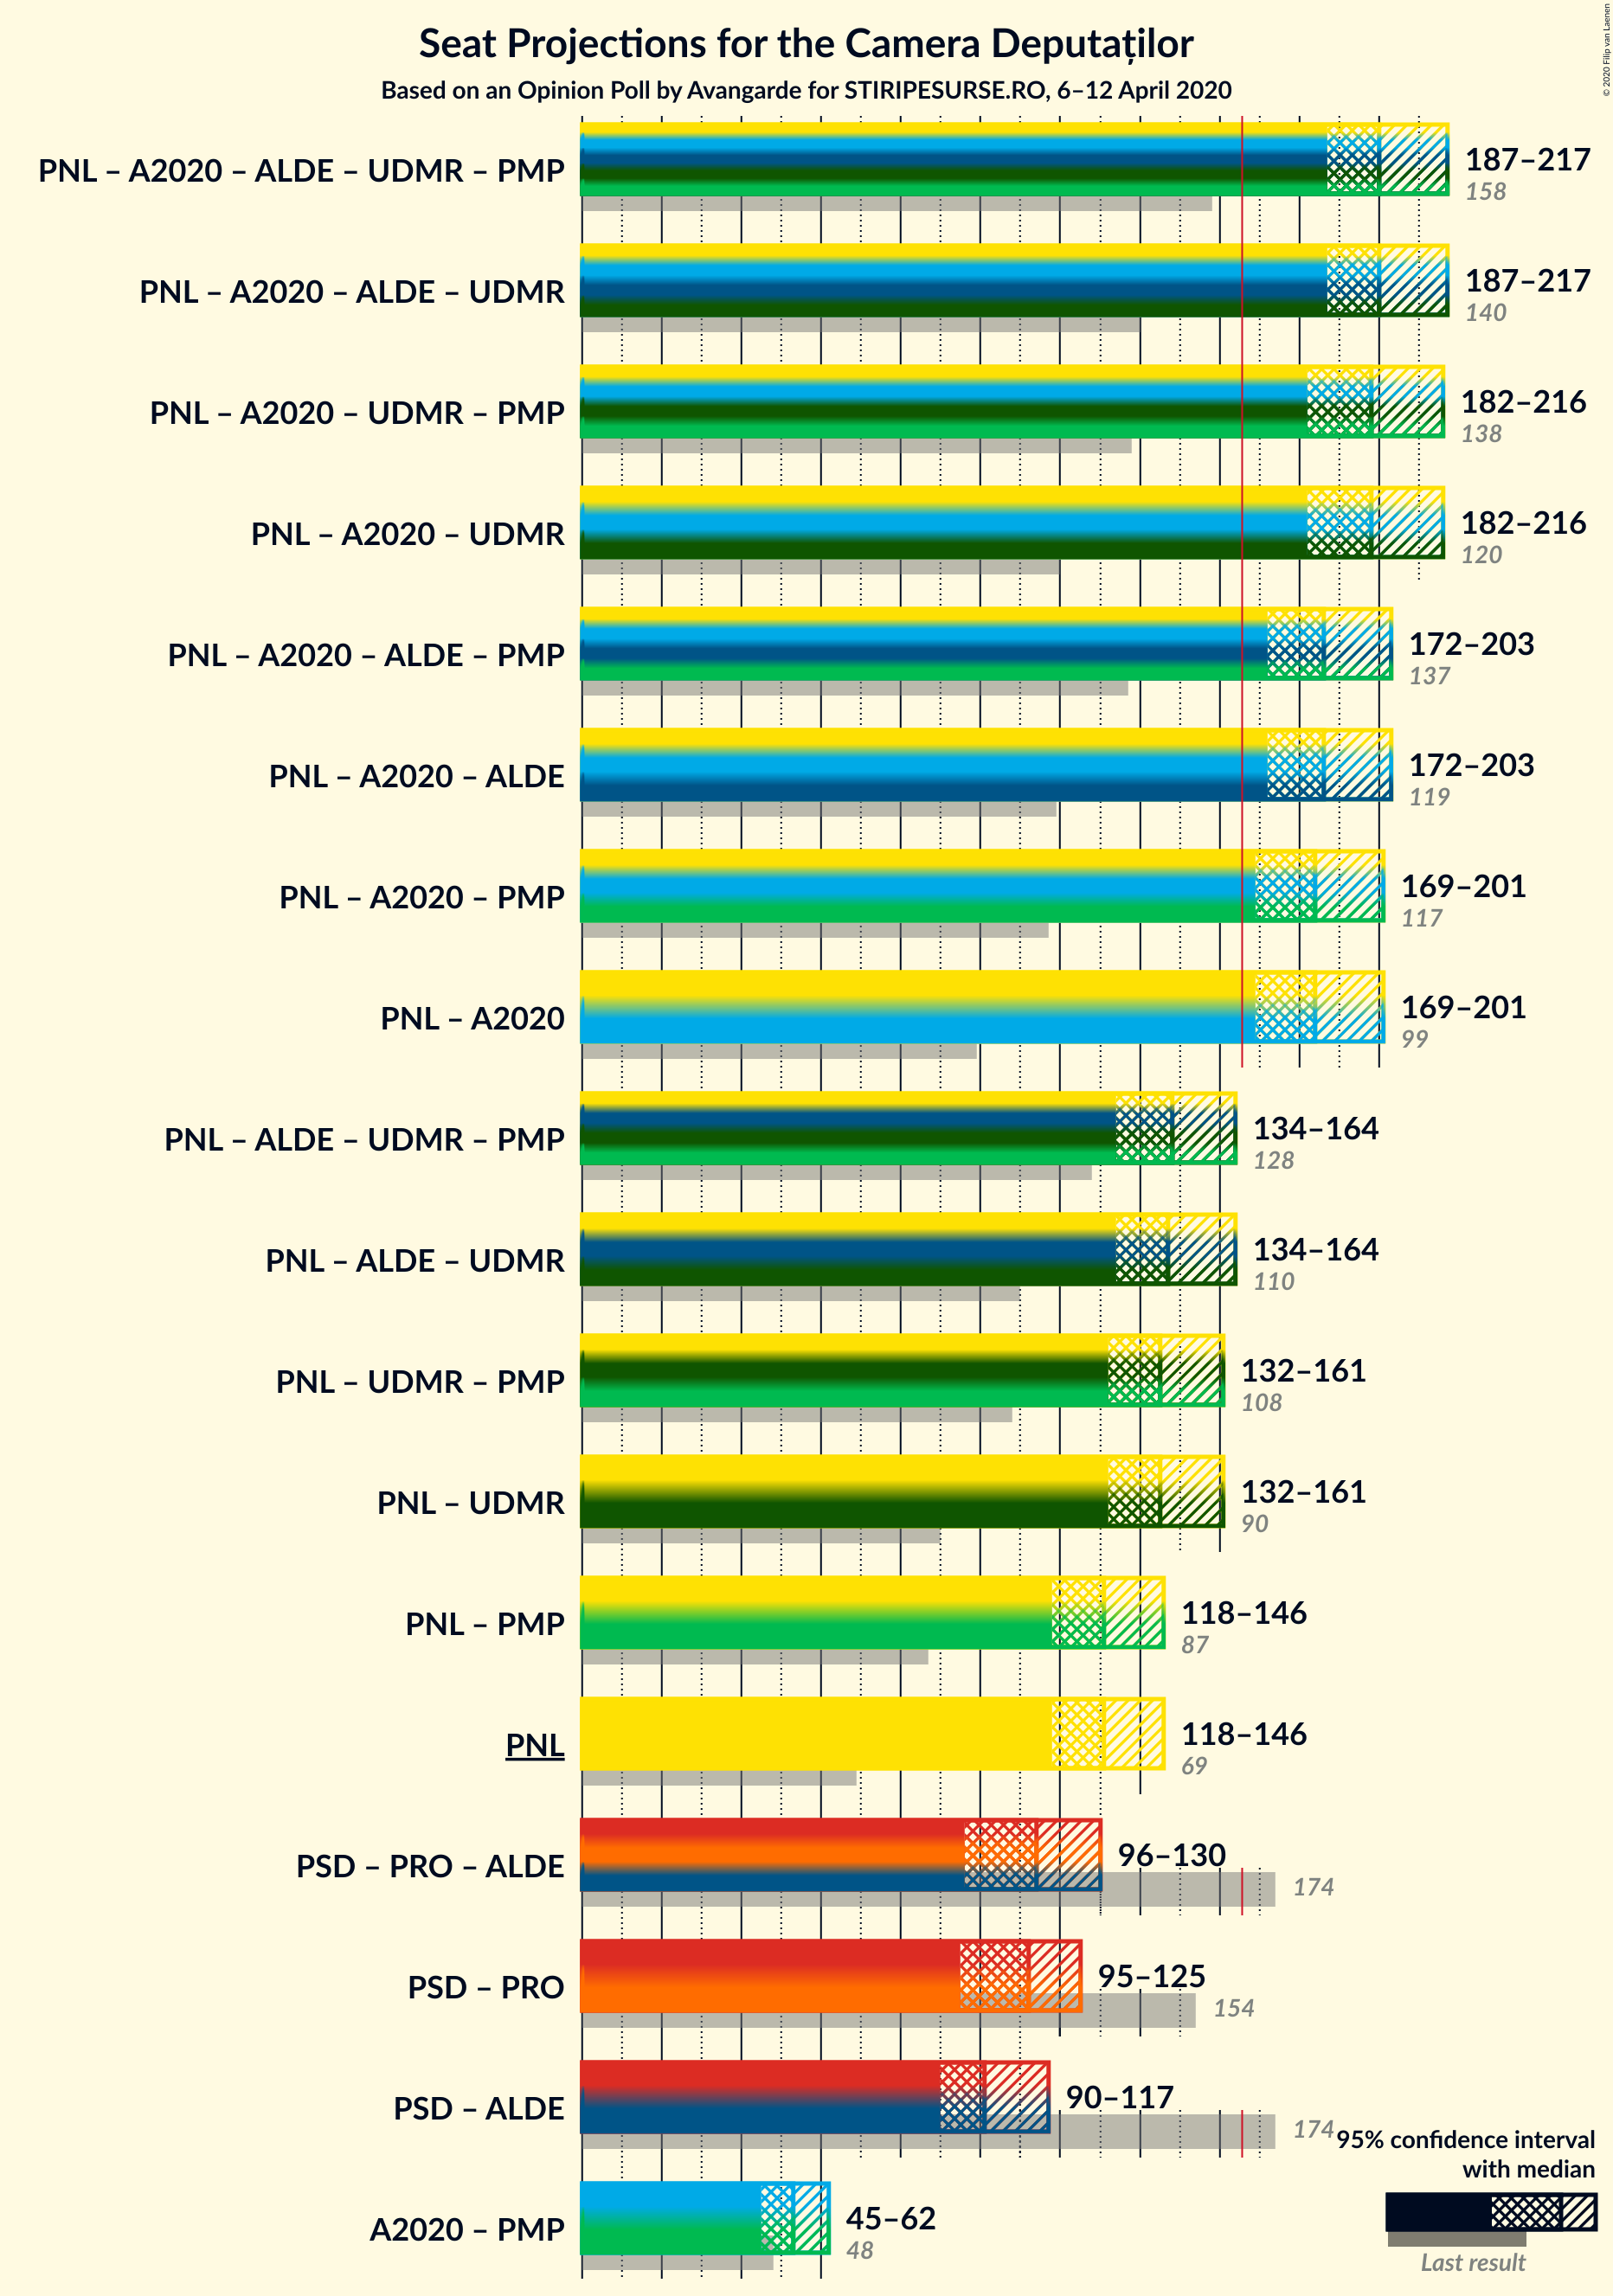 Seat Projections for the Camera Deputaților
Based on an Opinion Poll by Avangarde for STIRIPESURSE.RO, 6–12 April 2020
© 2020 Filip van Laenen
PNL – A2020 – ALDE – UDMR – PMP
187–217
158
PNL – A2020 – ALDE – UDMR
187–217
140
PNL – A2020 – UDMR – PMP
182–216
138
PNL – A2020 – UDMR
182–216
120
PNL – A2020 – ALDE – PMP
172–203
137
PNL – A2020 – ALDE
172–203
119
PNL – A2020 – PMP
169–201
117
PNL – A2020
169–201
99
PNL – ALDE – UDMR – PMP
134–164
128
PNL – ALDE – UDMR
134–164
110
PNL – UDMR – PMP
132–161
108
PNL – UDMR
132–161
90
PNL – PMP
118–146
87
PNL
118–146
69
PSD – PRO – ALDE
96–130
174
PSD – PRO
95–125
154
PSD – ALDE
90–117
174
A2020 – PMP
45–62
48
95% confidence interval
with median
Last result